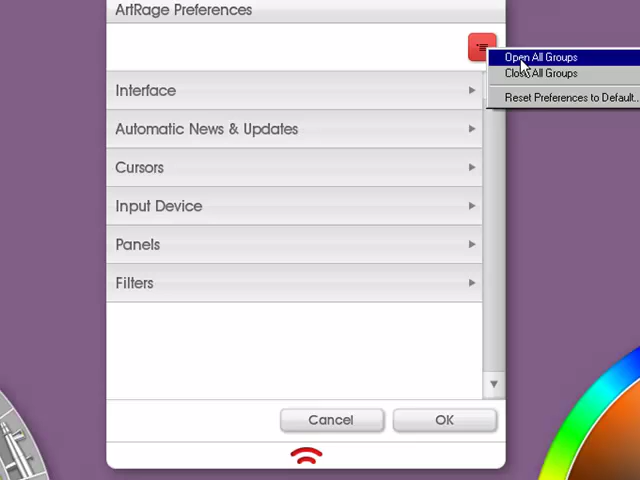 ArtRage Preferences
Open All Groups
Close All Groups
Reset Preferences to Default..
Interface
Automatic News & Updates
Cursors
Input Device
Panels
Filters
Cancel
OK